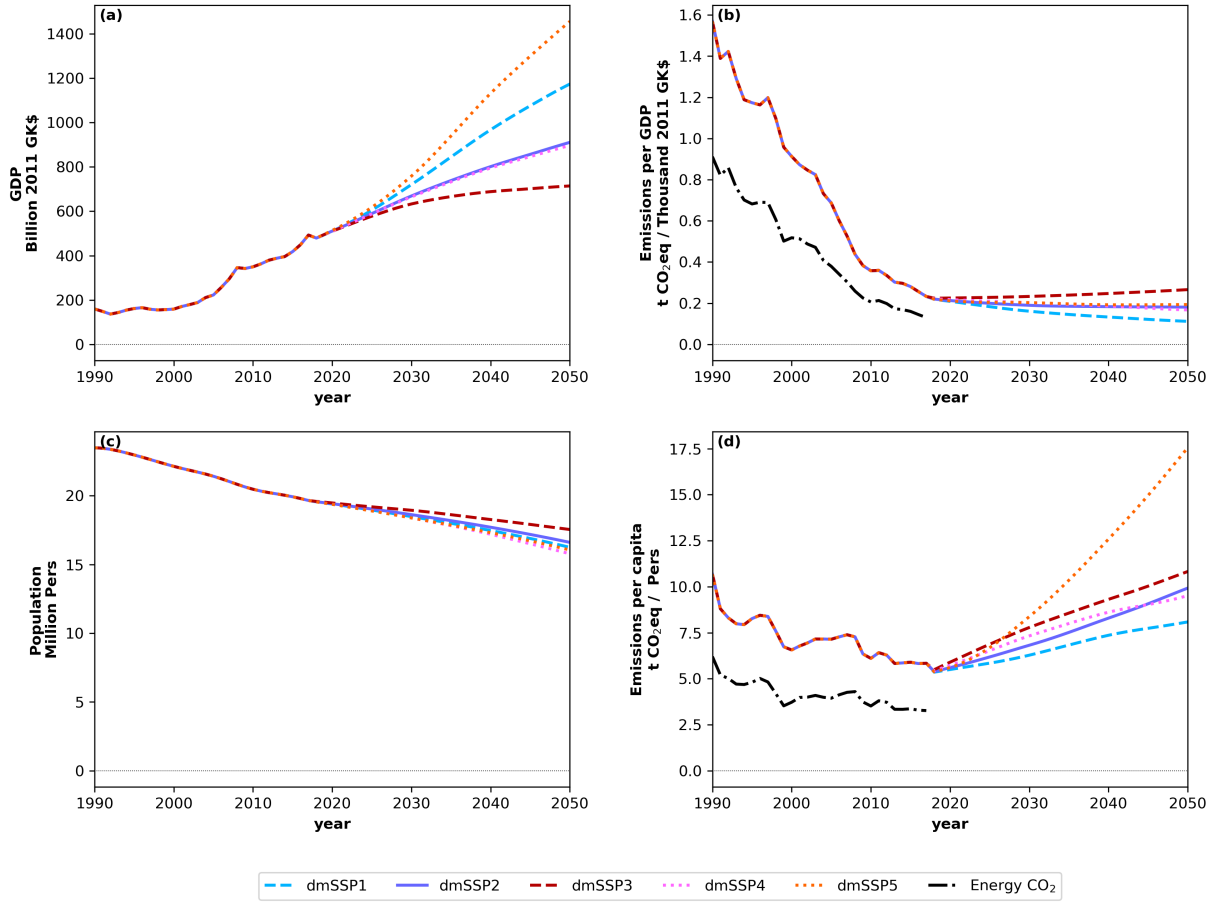 (a)
GDP
Billion 2011 GK$
1400
1200
1000
800
600
400
200
0
1990 2000 2010 2020 2030 2040 2050
year
(b)
Emissions per GDP
t CO₂eq / Thousand 2011 GK$
1.6
1.4
1.2
1.0
0.8
0.6
0.4
0.2
0.0
1990 2000 2010 2020 2030 2040 2050
year
(c)
Population
Million Pers
20
15
10
5
0
1990 2000 2010 2020 2030 2040 2050
year
(d)
Emissions per capita
t CO₂eq / Pers
17.5
15.0
12.5
10.0
7.5
5.0
2.5
0.0
1990 2000 2010 2020 2030 2040 2050
year
dmSSP1 dmSSP2 dmSSP3 dmSSP4 dmSSP5 Energy CO₂